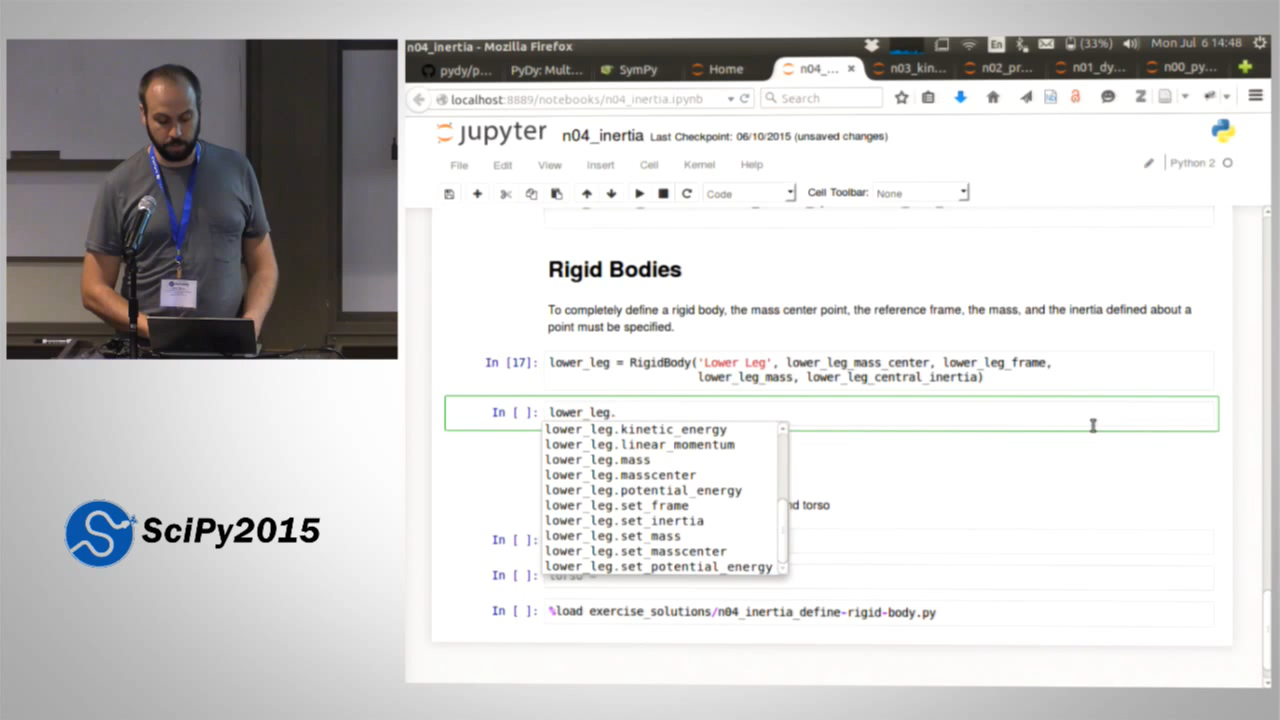 n04_inertia - Mozilla Firefox
En
(33%)
Mon Jul 6 14:48
pydy/p...
PyDy: Mult...
SymPy
Home
n04_...
n03_kin...
n02_pr...
n01_dy...
n00_py...
localhost:8889/notebooks/n04_inertia.ipynb
Search
jupyter
n04_inertia
Last Checkpoint: 06/10/2015 (unsaved changes)
File
Edit
View
Insert
Cell
Kernel
Help
Python 2
Code
Cell Toolbar:
None
Rigid Bodies
To completely define a rigid body, the mass center point, the reference frame, the mass, and the inertia defined about a
point must be specified.
In [17]:
lower_leg = RigidBody('Lower Leg', lower_leg_mass_center, lower_leg_frame,
lower_leg_mass, lower_leg_central_inertia)
In [ ]:
lower_leg.
lower_leg.kinetic_energy
lower_leg.linear_momentum
lower_leg.mass
lower_leg.masscenter
lower_leg.potential_energy
lower_leg.set_frame
lower_leg.set_inertia
lower_leg.set_mass
lower_leg.set_masscenter
lower_leg.set_potential_energy
torso
In [ ]:
In [ ]:
In [ ]:
%load exercise_solutions/n04_inertia_define-rigid-body.py
SciPy2015